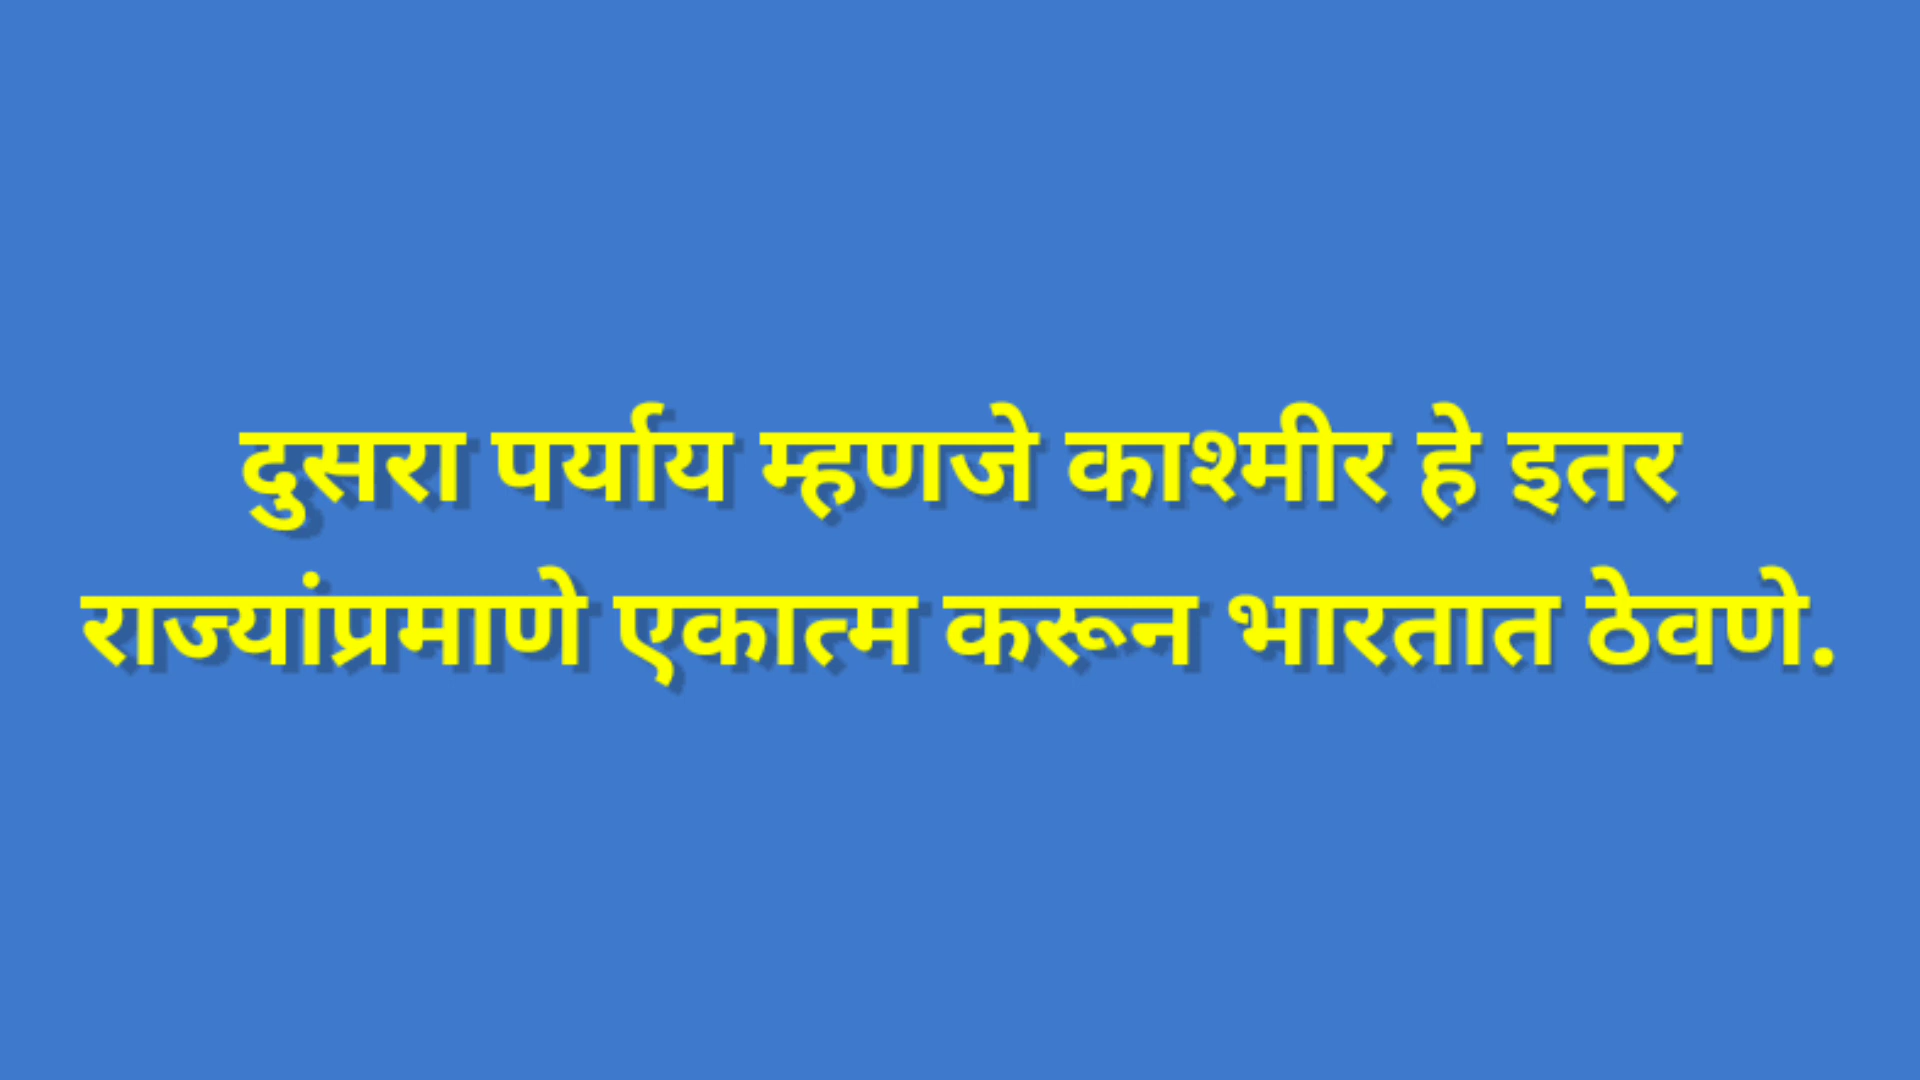 दुसरा पर्याय म्हणजे काश्मीर हे इतर
राज्यांप्रमाणे एकात्म करून भारतात ठेवणे.